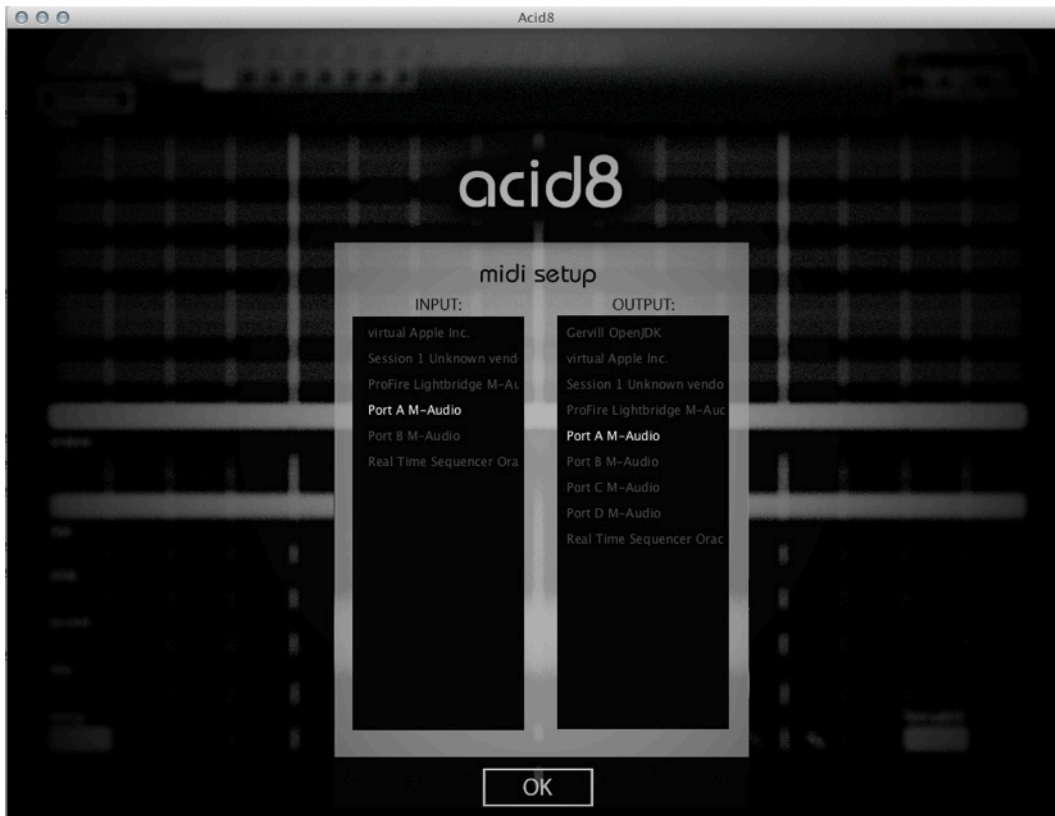 Acid8
acid8
midi setup
INPUT:
virtual Apple Inc.
Session 1 Unknown vend
ProFire Lightbridge M-Au
Port A M-Audio
Port B M-Audio
Real Time Sequencer Ora
OUTPUT:
Gervill OpenJDK
virtual Apple Inc.
Session 1 Unknown vendo
ProFire Lightbridge M-Auc
Port A M-Audio
Port B M-Audio
Port C M-Audio
Port D M-Audio
Real Time Sequencer Orac
OK